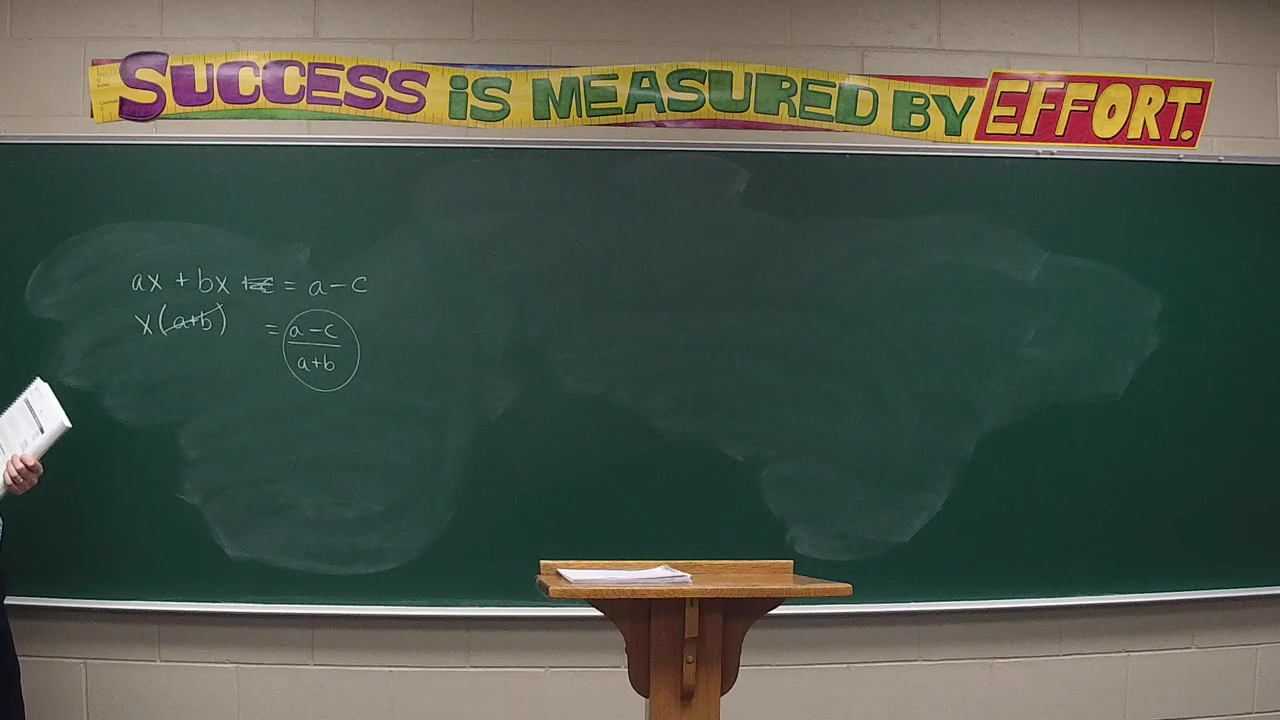 SUCCESS iS MEASURED BY EFFORT.
ax + bx = a - c
x(a+b) = a - c
a+b